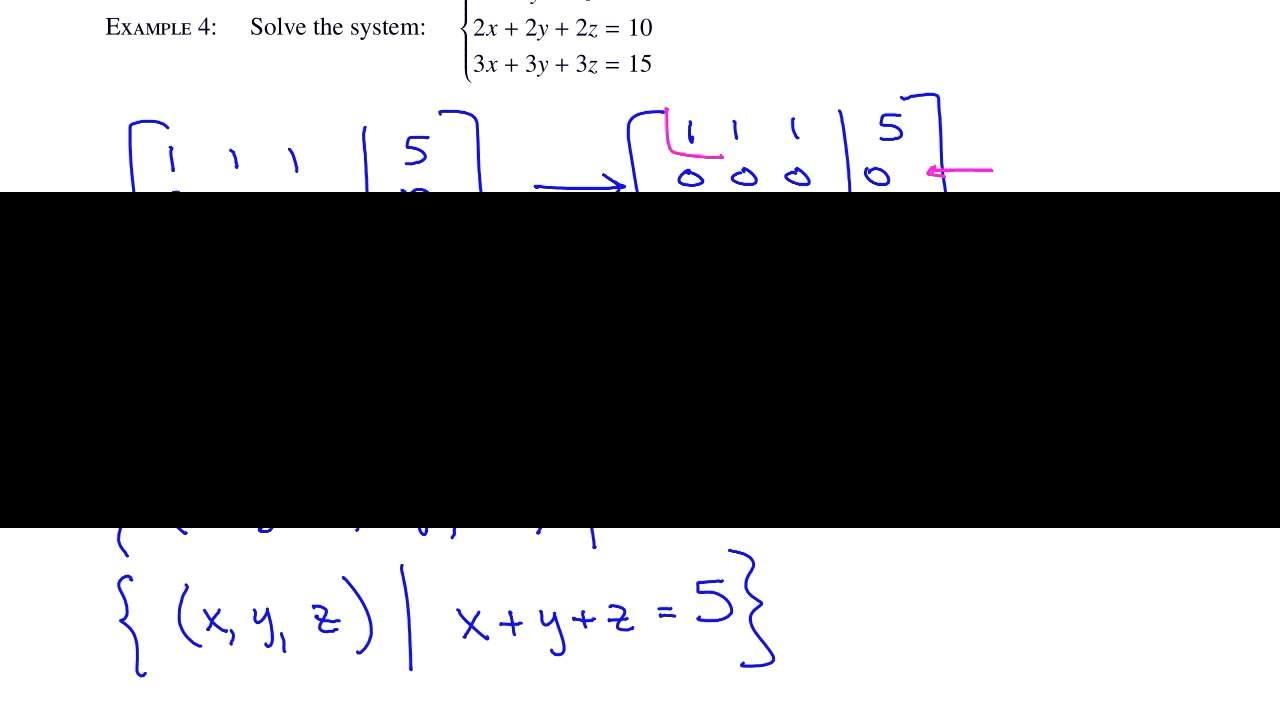 EXAMPLE 4: Solve the system:
2x + 2y + 2z = 10
3x + 3y + 3z = 15
1 1 1 | 5
1 1 1 | 5
0 0 0 | 0
{ (x, y, z) | x + y + z = 5 }